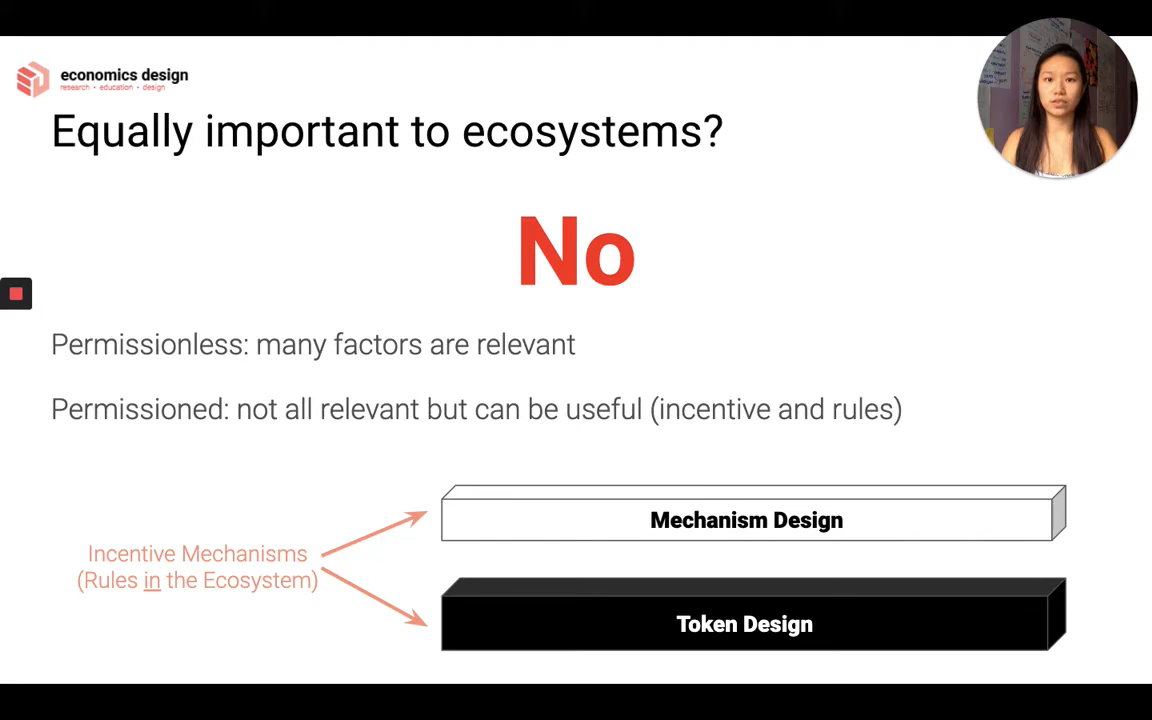 economics design
research • education • design
Equally important to ecosystems?
No
Permissionless: many factors are relevant
Permissioned: not all relevant but can be useful (incentive and rules)
Mechanism Design
Incentive Mechanisms
(Rules in the Ecosystem)
Token Design